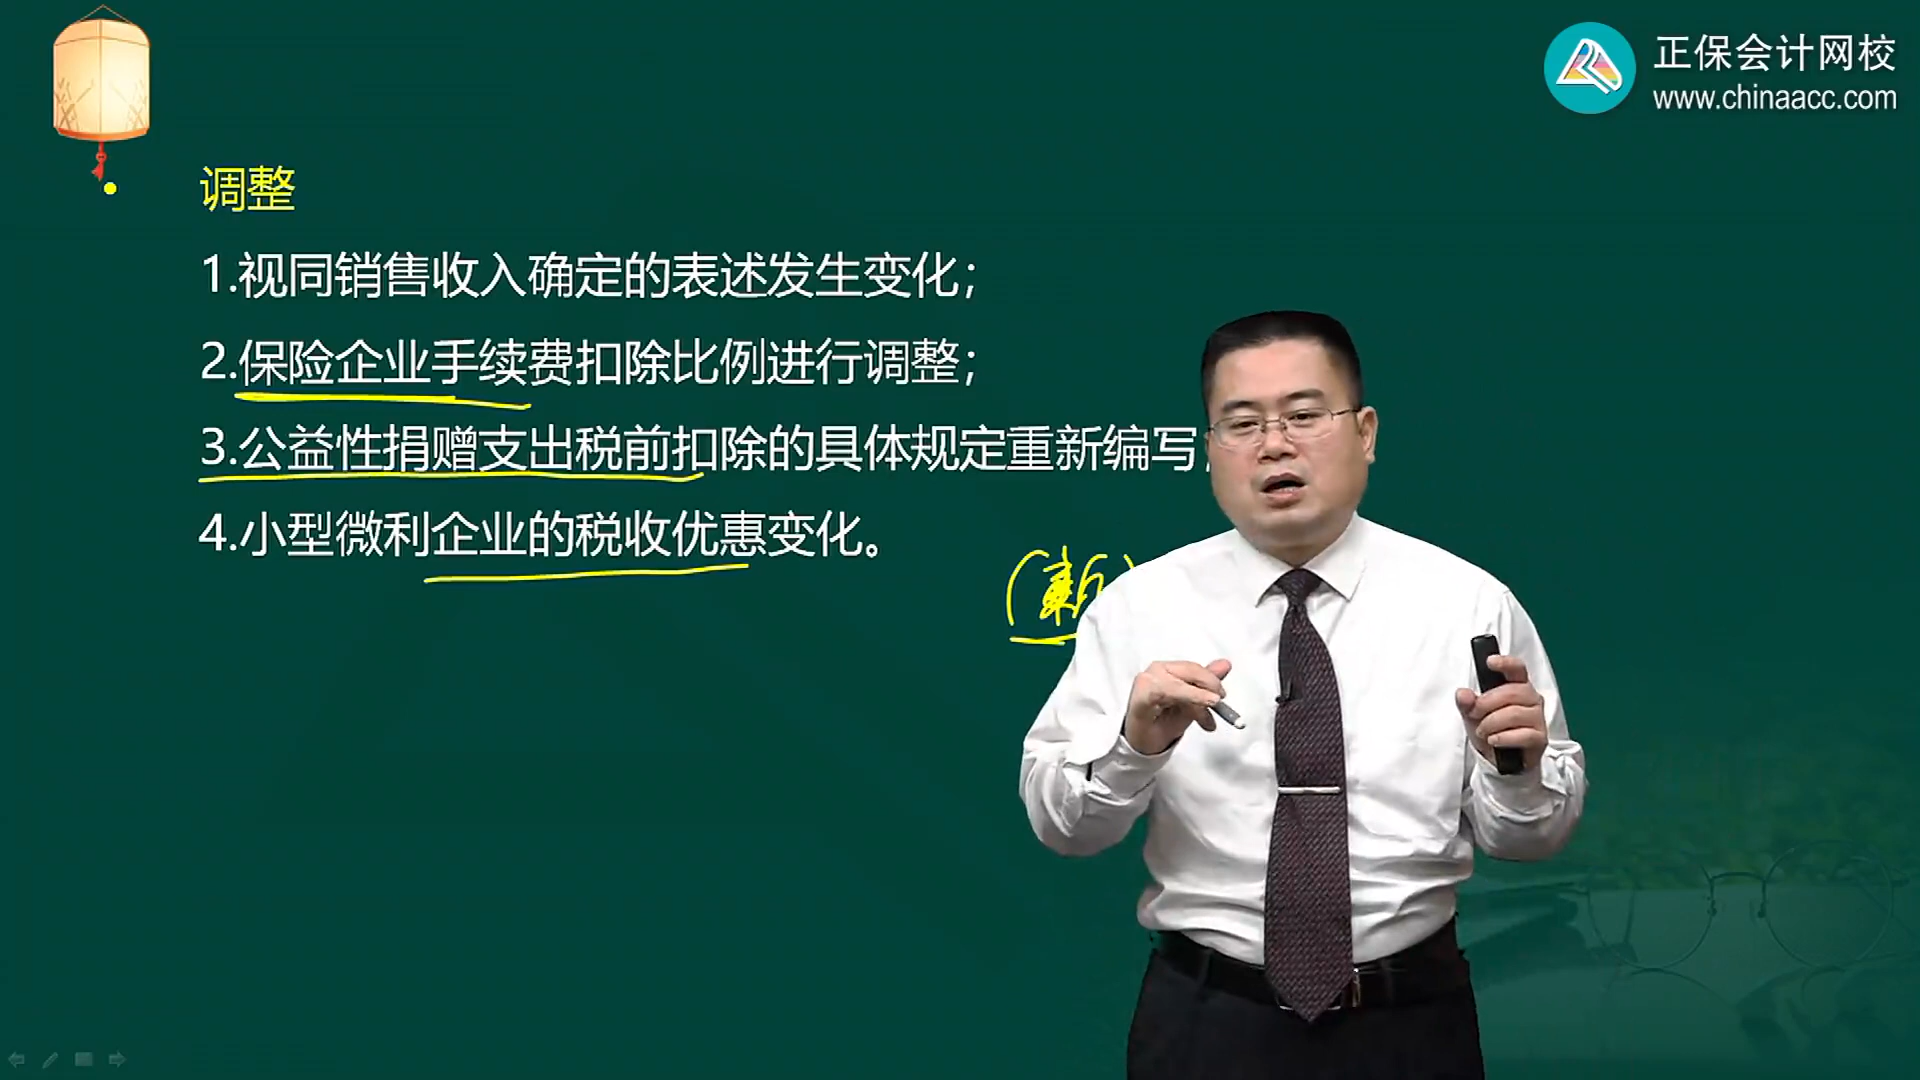 正保会计网校
www.chinaacc.com
调整
1.视同销售收入确定的表述发生变化；
2.保险企业手续费扣除比例进行调整；
3.公益性捐赠支出税前扣除的具体规定重新编写；
4.小型微利企业的税收优惠变化。
(新)